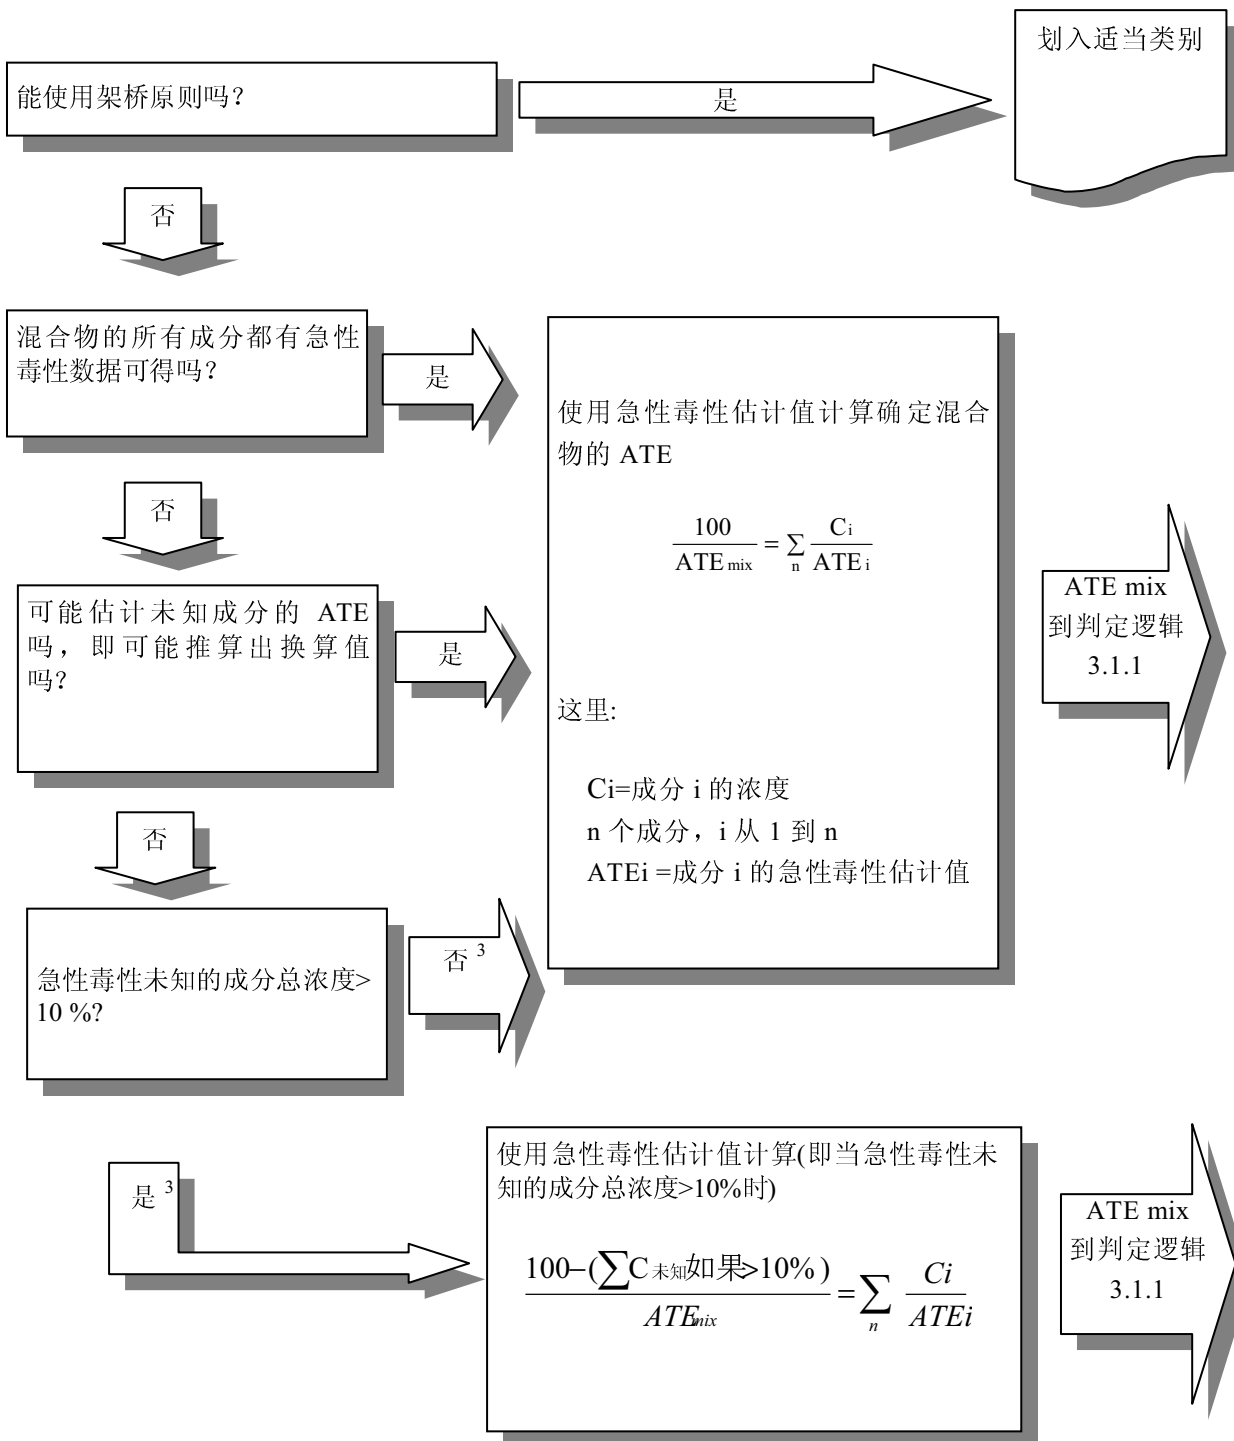 划入适当类别
能使用架桥原则吗?
是
否
混合物的所有成分都有急性
毒性数据可得吗?
是
使用急性毒性估计值计算确定混合
物的 ATE
100/ATE mix = ∑n Ci/ATE i
否
可能估计未知成分的 ATE
吗，即可能推算出换算值
吗?
是
ATE mix
到判定逻辑
3.1.1
这里:
Ci=成分 i 的浓度
n 个成分，i 从 1 到 n
ATEi =成分 i 的急性毒性估计值
否
急性毒性未知的成分总浓度>
10 %?
否 3
使用急性毒性估计值计算(即当急性毒性未
知的成分总浓度>10%时)
是 3
100–(∑C未知如果>10%)/ATEmix = ∑n Ci/ATEi
ATE mix
到判定逻辑
3.1.1